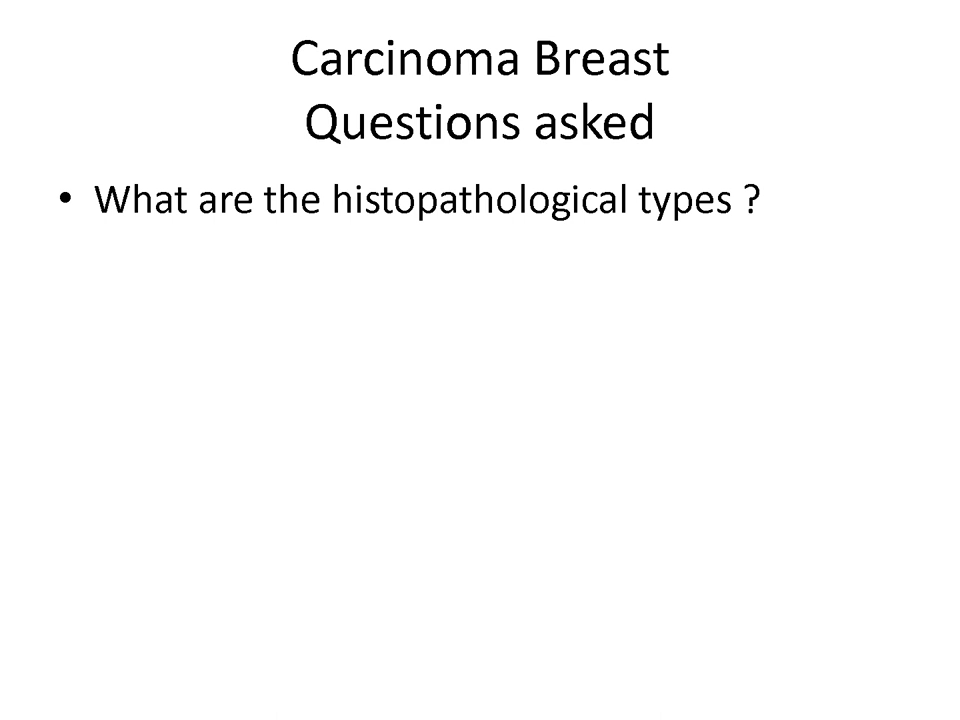 Carcinoma Breast
Questions asked
• What are the histopathological types ?